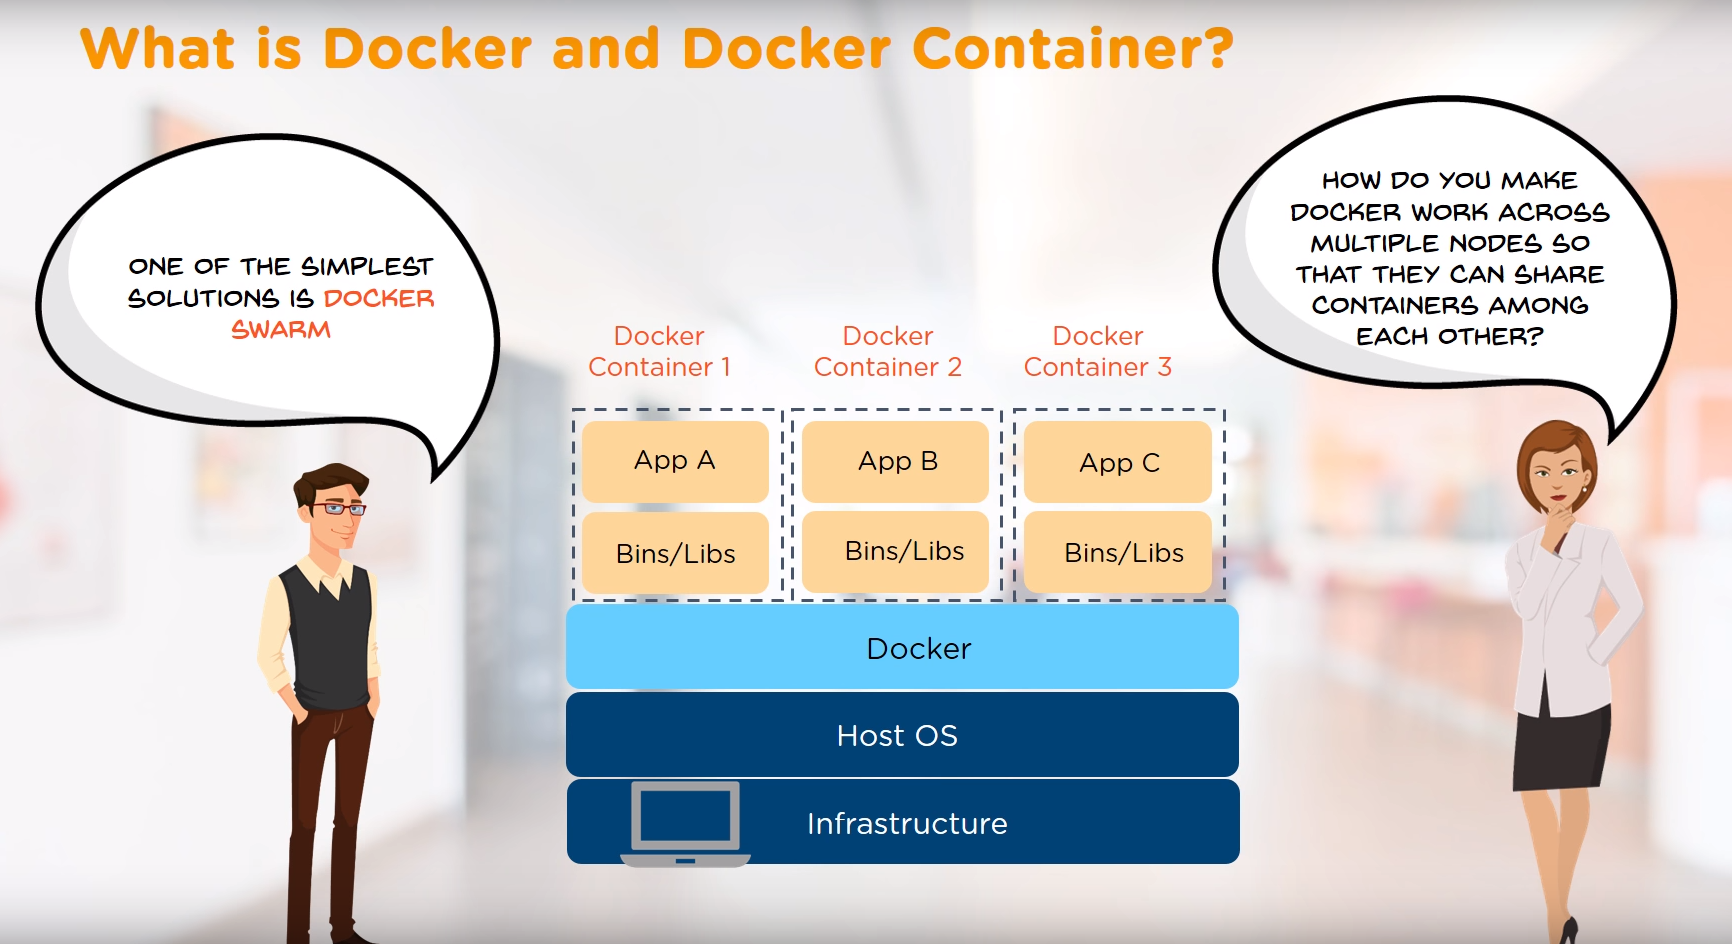 What is Docker and Docker Container?
ONE OF THE SIMPLEST
SOLUTIONS IS DOCKER
SWARM
HOW DO YOU MAKE
DOCKER WORK ACROSS
MULTIPLE NODES SO
THAT THEY CAN SHARE
CONTAINERS AMONG
EACH OTHER?
Docker
Container 1
Docker
Container 2
Docker
Container 3
App A
App B
App C
Bins/Libs
Bins/Libs
Bins/Libs
Docker
Host OS
Infrastructure